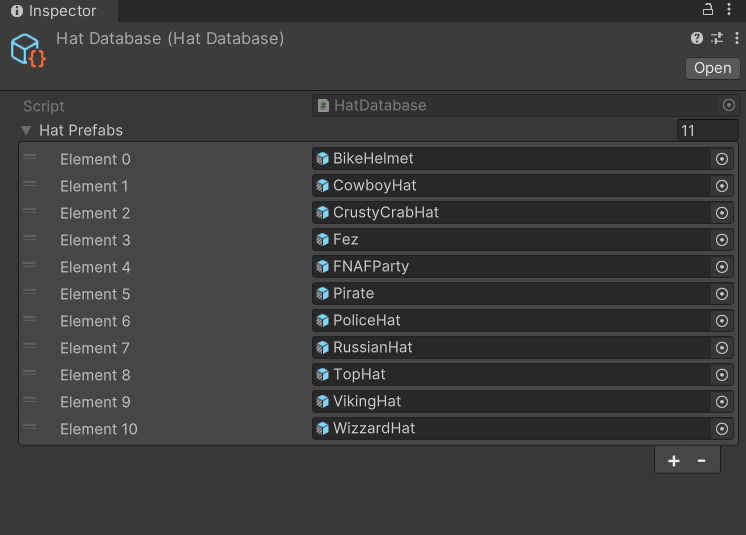 Inspector
Hat Database (Hat Database)
Open
Script HatDatabase
Hat Prefabs 11
Element 0 BikeHelmet
Element 1 CowboyHat
Element 2 CrustyCrabHat
Element 3 Fez
Element 4 FNAFParty
Element 5 Pirate
Element 6 PoliceHat
Element 7 RussianHat
Element 8 TopHat
Element 9 VikingHat
Element 10 WizzardHat
+ -